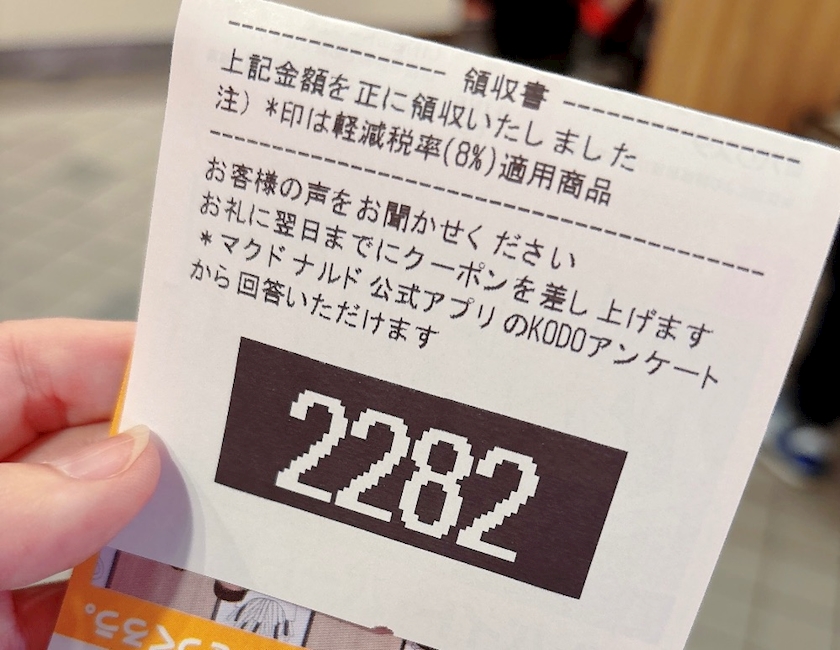 領収書
上記金額を正に領収いたしました
注)*印は軽減税率(8%)適用商品
お客様の声をお聞かせください
お礼に翌日までにクーポンを差し上げます
*マクドナルド公式アプリのKODOアンケート
から回答いただけます
2282
つくろう。